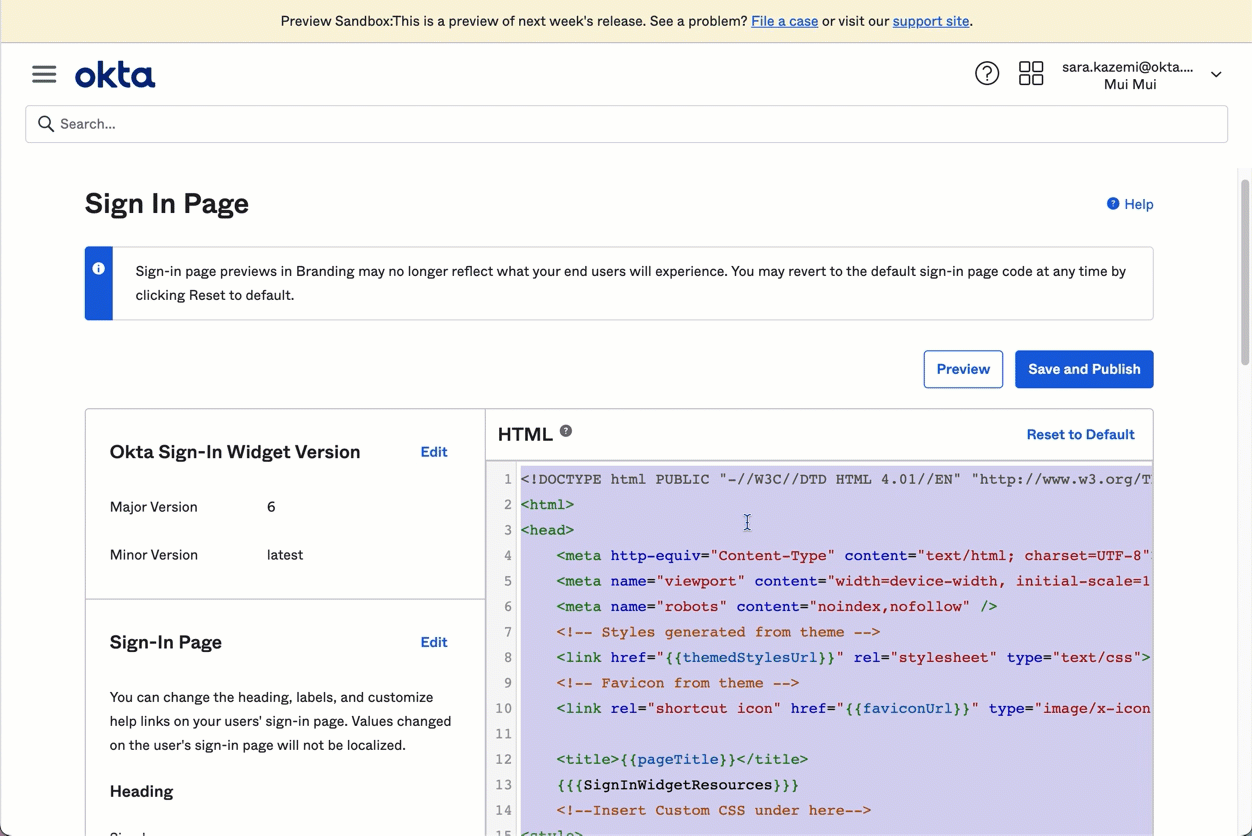 Preview Sandbox:This is a preview of next week's release. See a problem? File a case or visit our support site.
okta
sara.kazemi@okta....
Mui Mui
Search...
Sign In Page
Help
Sign-in page previews in Branding may no longer reflect what your end users will experience. You may revert to the default sign-in page code at any time by
clicking Reset to default.
Preview
Save and Publish
Okta Sign-In Widget Version
Edit
Major Version
6
Minor Version
latest
Sign-In Page
Edit
You can change the heading, labels, and customize
help links on your users' sign-in page. Values changed
on the user's sign-in page will not be localized.
Heading
HTML
Reset to Default
1 <!DOCTYPE html PUBLIC "-//W3C//DTD HTML 4.01//EN" "http://www.w3.org/T
2 <html>
3 <head>
4 <meta http-equiv="Content-Type" content="text/html; charset=UTF-8"
5 <meta name="viewport" content="width=device-width, initial-scale=1
6 <meta name="robots" content="noindex,nofollow" />
7 <!-- Styles generated from theme -->
8 <link href="{{themedStylesUrl}}" rel="stylesheet" type="text/css">
9 <!-- Favicon from theme -->
10 <link rel="shortcut icon" href="{{faviconUrl}}" type="image/x-icon
11
12 <title>{{pageTitle}}</title>
13 {{{SignInWidgetResources}}}
14 <!--Insert Custom CSS under here-->
15 <style>